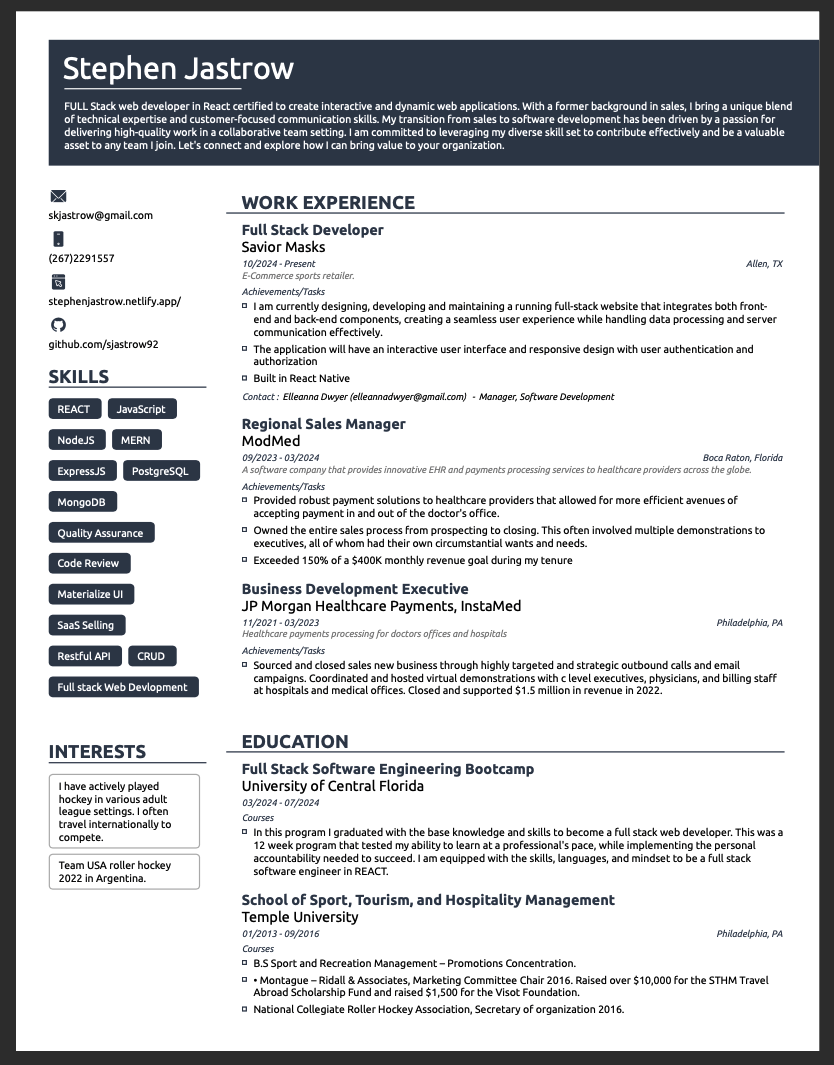 Stephen Jastrow
FULL Stack web developer in React certified to create interactive and dynamic web applications. With a former background in sales, I bring a unique blend
of technical expertise and customer-focused communication skills. My transition from sales to software development has been driven by a passion for
delivering high-quality work in a collaborative team setting. I am committed to leveraging my diverse skill set to contribute effectively and be a valuable
asset to any team I join. Let's connect and explore how I can bring value to your organization.
skjastrow@gmail.com
(267)2291557
stephenjastrow.netlify.app/
github.com/sjastrow92
SKILLS
REACT JavaScript
NodeJS MERN
ExpressJS PostgreSQL
MongoDB
Quality Assurance
Code Review
Materialize UI
SaaS Selling
Restful API CRUD
Full stack Web Devlopment
INTERESTS
I have actively played
hockey in various adult
league settings. I often
travel internationally to
compete.
Team USA roller hockey
2022 in Argentina.
WORK EXPERIENCE
Full Stack Developer
Savior Masks
10/2024 - Present Allen, TX
E-Commerce sports retailer.
Achievements/Tasks
I am currently designing, developing and maintaining a running full-stack website that integrates both front-
end and back-end components, creating a seamless user experience while handling data processing and server
communication effectively.
The application will have an interactive user interface and responsive design with user authentication and
authorization
Built in React Native
Contact : Elleanna Dwyer (elleannadwyer@gmail.com) - Manager, Software Development
Regional Sales Manager
ModMed
09/2023 - 03/2024 Boca Raton, Florida
A software company that provides innovative EHR and payments processing services to healthcare providers across the globe.
Achievements/Tasks
Provided robust payment solutions to healthcare providers that allowed for more efficient avenues of
accepting payment in and out of the doctor's office.
Owned the entire sales process from prospecting to closing. This often involved multiple demonstrations to
executives, all of whom had their own circumstantial wants and needs.
Exceeded 150% of a $400K monthly revenue goal during my tenure
Business Development Executive
JP Morgan Healthcare Payments, InstaMed
11/2021 - 03/2023 Philadelphia, PA
Healthcare payments processing for doctors offices and hospitals
Achievements/Tasks
Sourced and closed sales new business through highly targeted and strategic outbound calls and email
campaigns. Coordinated and hosted virtual demonstrations with c level executives, physicians, and billing staff
at hospitals and medical offices. Closed and supported $1.5 million in revenue in 2022.
EDUCATION
Full Stack Software Engineering Bootcamp
University of Central Florida
03/2024 - 07/2024
Courses
In this program I graduated with the base knowledge and skills to become a full stack web developer. This was a
12 week program that tested my ability to learn at a professional's pace, while implementing the personal
accountability needed to succeed. I am equipped with the skills, languages, and mindset to be a full stack
software engineer in REACT.
School of Sport, Tourism, and Hospitality Management
Temple University
01/2013 - 09/2016 Philadelphia, PA
Courses
B.S Sport and Recreation Management – Promotions Concentration.
• Montague – Ridall & Associates, Marketing Committee Chair 2016. Raised over $10,000 for the STHM Travel
Abroad Scholarship Fund and raised $1,500 for the Visot Foundation.
National Collegiate Roller Hockey Association, Secretary of organization 2016.